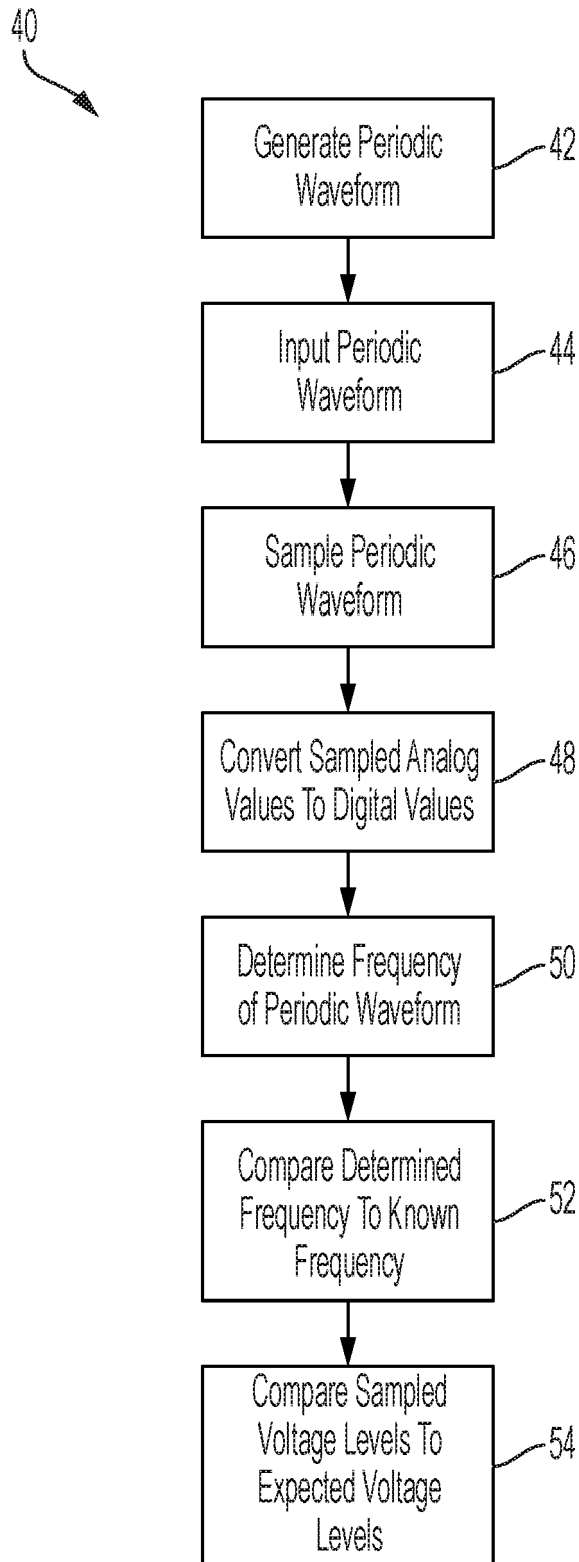 40
Generate Periodic
Waveform
42
Input Periodic
Waveform
44
Sample Periodic
Waveform
46
Convert Sampled Analog
Values To Digital Values
48
Determine Frequency
of Periodic Waveform
50
Compare Determined
Frequency To Known
Frequency
52
Compare Sampled
Voltage Levels To
Expected Voltage
Levels
54